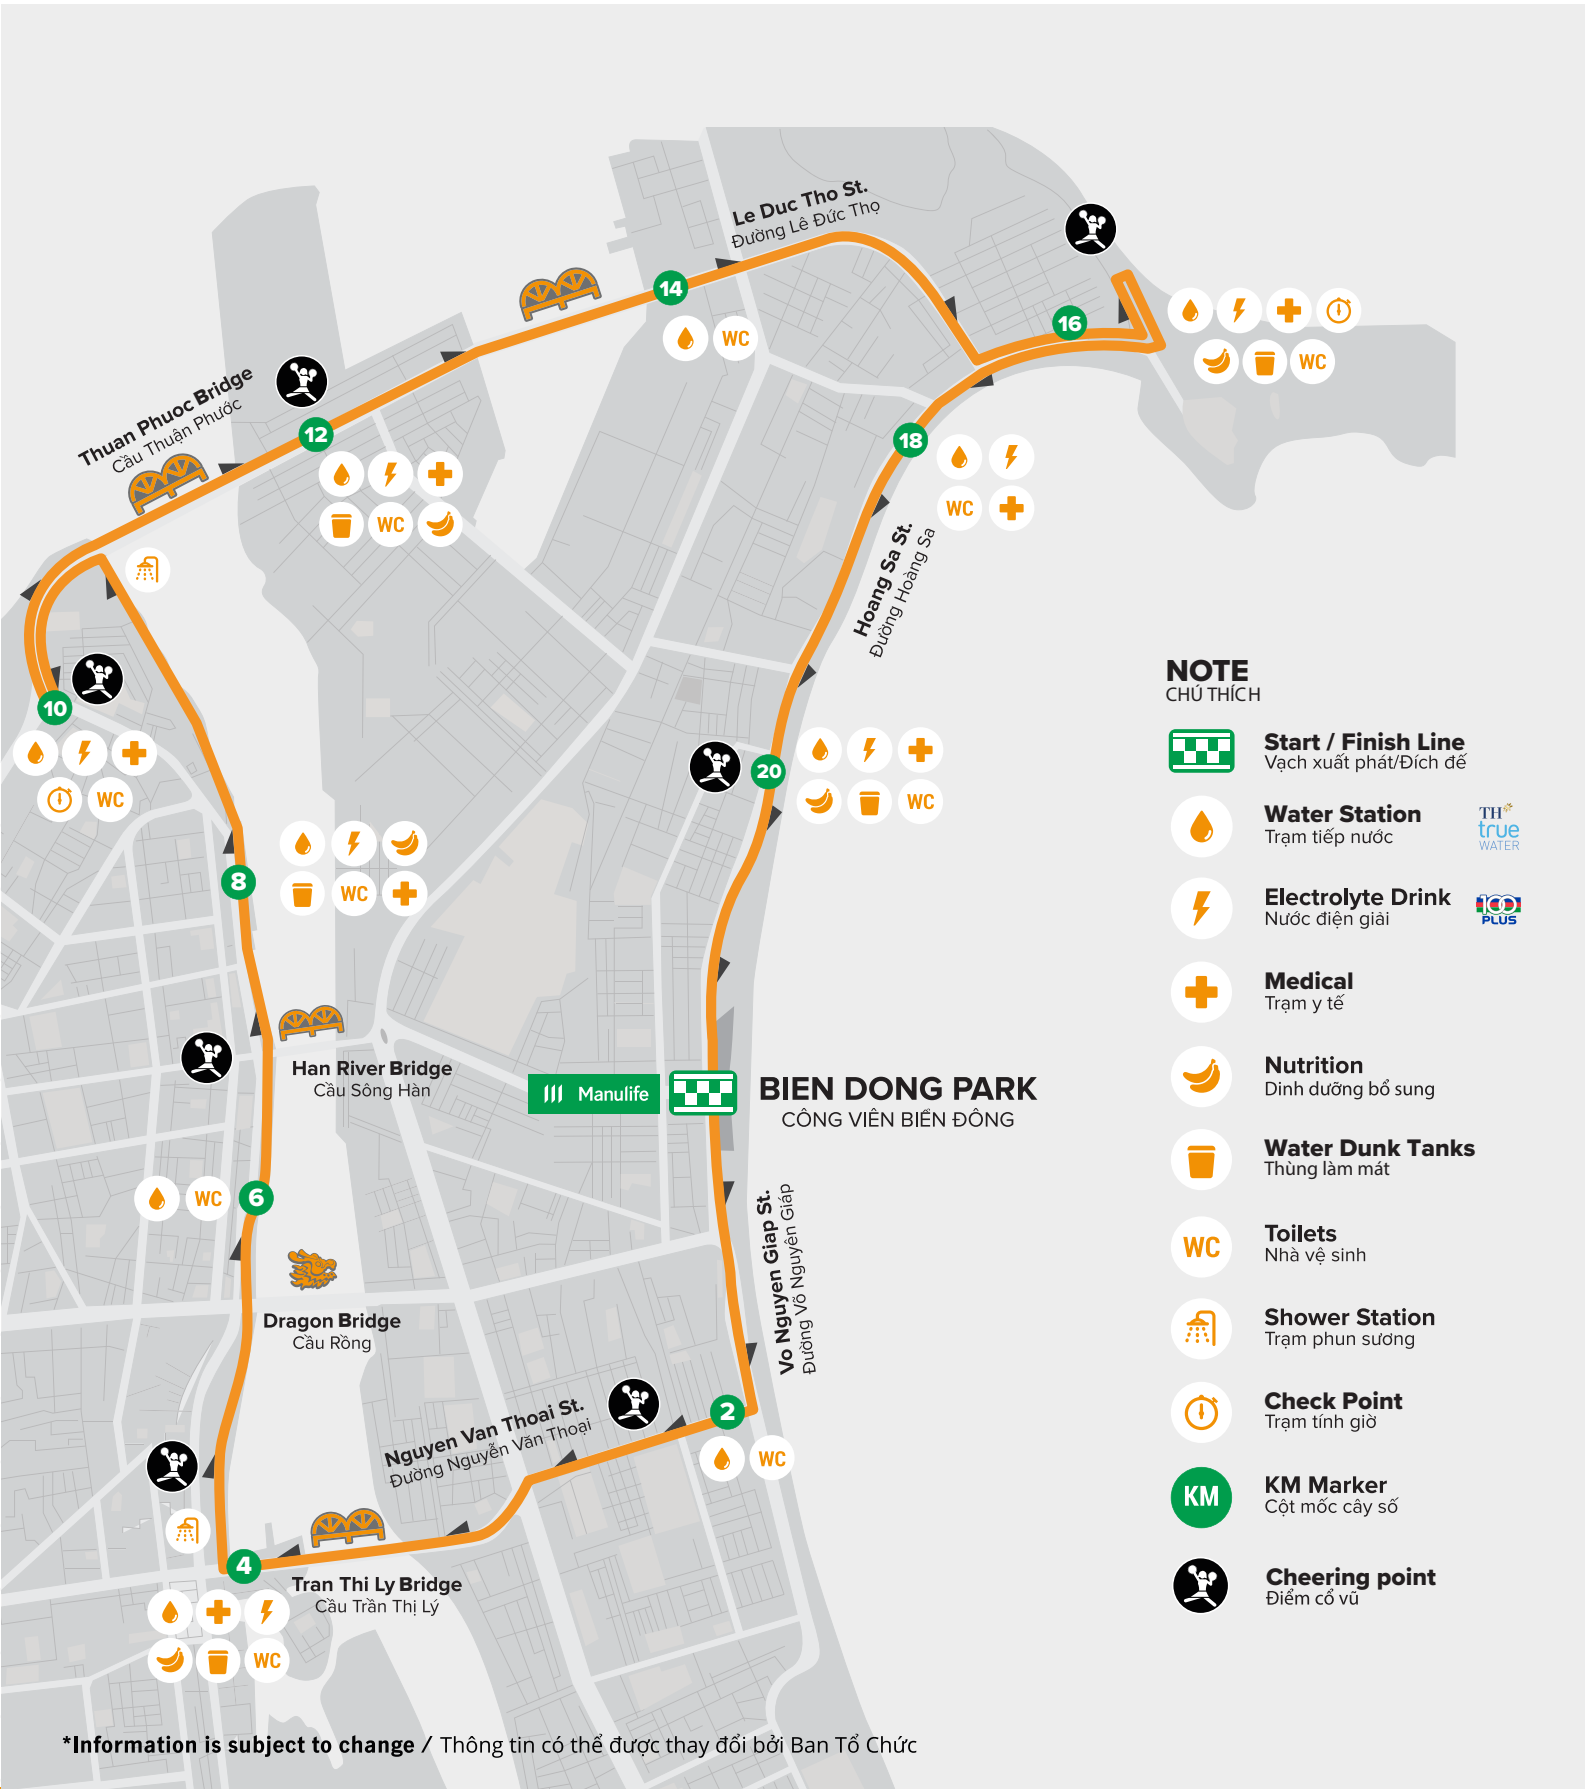 Le Duc Tho St.
Đường Lê Đức Thọ
14
WC
16
WC
Thuan Phuoc Bridge
Cầu Thuận Phước
12
WC
18
WC
Hoang Sa St.
Đường Hoàng Sa
10
WC
20
WC
8
WC
Han River Bridge
Cầu Sông Hàn
Manulife
BIEN DONG PARK
CÔNG VIÊN BIỂN ĐÔNG
WC
6
Vo Nguyen Giap St.
Đường Võ Nguyên Giáp
Dragon Bridge
Cầu Rồng
Nguyen Van Thoai St.
Đường Nguyễn Văn Thoại
2
WC
4
Tran Thi Ly Bridge
Cầu Trần Thị Lý
WC
NOTE
CHÚ THÍCH
Start / Finish Line
Vạch xuất phát/Đích đế
Water Station
Trạm tiếp nước
TH
true
WATER
Electrolyte Drink
Nước điện giải
100
PLUS
Medical
Trạm y tế
Nutrition
Dinh dưỡng bổ sung
Water Dunk Tanks
Thùng làm mát
WC
Toilets
Nhà vệ sinh
Shower Station
Trạm phun sương
Check Point
Trạm tính giờ
KM
KM Marker
Cột mốc cây số
Cheering point
Điểm cổ vũ
*Information is subject to change / Thông tin có thể được thay đổi bởi Ban Tổ Chức